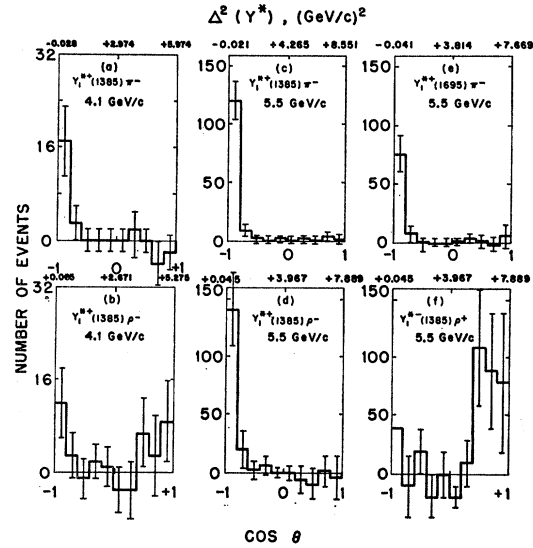 Δ² (Y*) , (GeV/c)²
-0.028 +2.974 +5.974
-0.021 +4.265 +8.551
-0.041 +3.814 +7.669
32
16
0
(a)
Y₁*⁺(1385) π−
4.1 GeV/c
150
100
50
0
(c)
Y₁*⁺(1385) π−
5.5 GeV/c
150
100
50
0
(e)
Y₁*⁺(1695) π−
5.5 GeV/c
-1 0 +1
-1 0 1
-1 0 1
+0.065 +2.671 +5.275
+0.045 +3.967 +7.889
+0.045 +3.967 +7.889
32
16
0
(b)
Y₁*⁺(1385) ρ−
4.1 GeV/c
150
100
50
0
(d)
Y₁*⁺(1385) ρ−
5.5 GeV/c
150
100
50
0
(f)
Y₁*⁻(1385) ρ+
5.5 GeV/c
-1 +1
-1 0 1
-1 +1
NUMBER OF EVENTS
COS θ